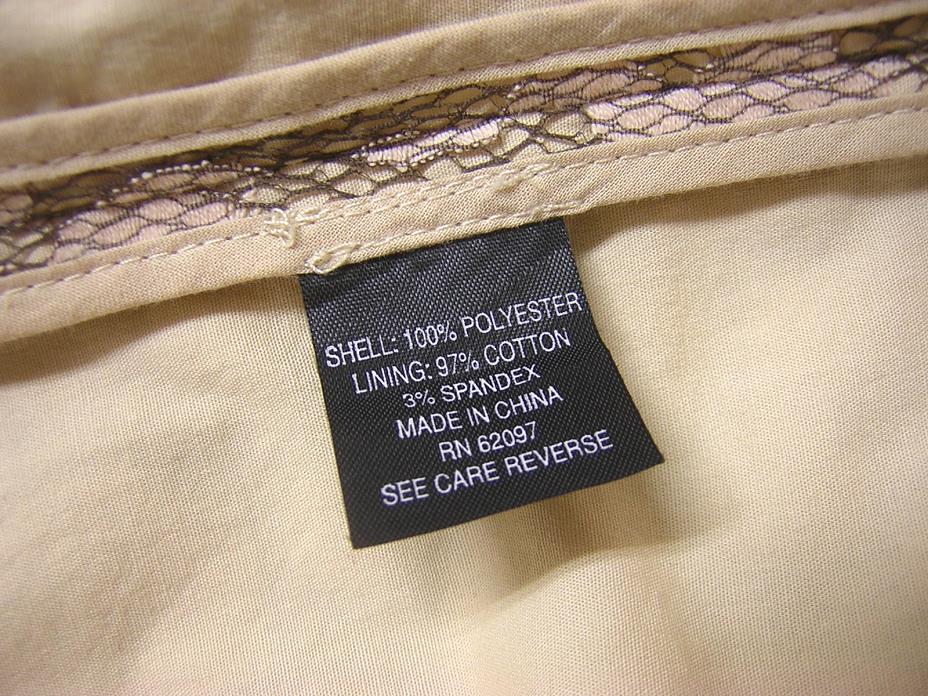 SHELL: 100% POLYESTER
LINING: 97% COTTON
3% SPANDEX
MADE IN CHINA
RN 62097
SEE CARE REVERSE